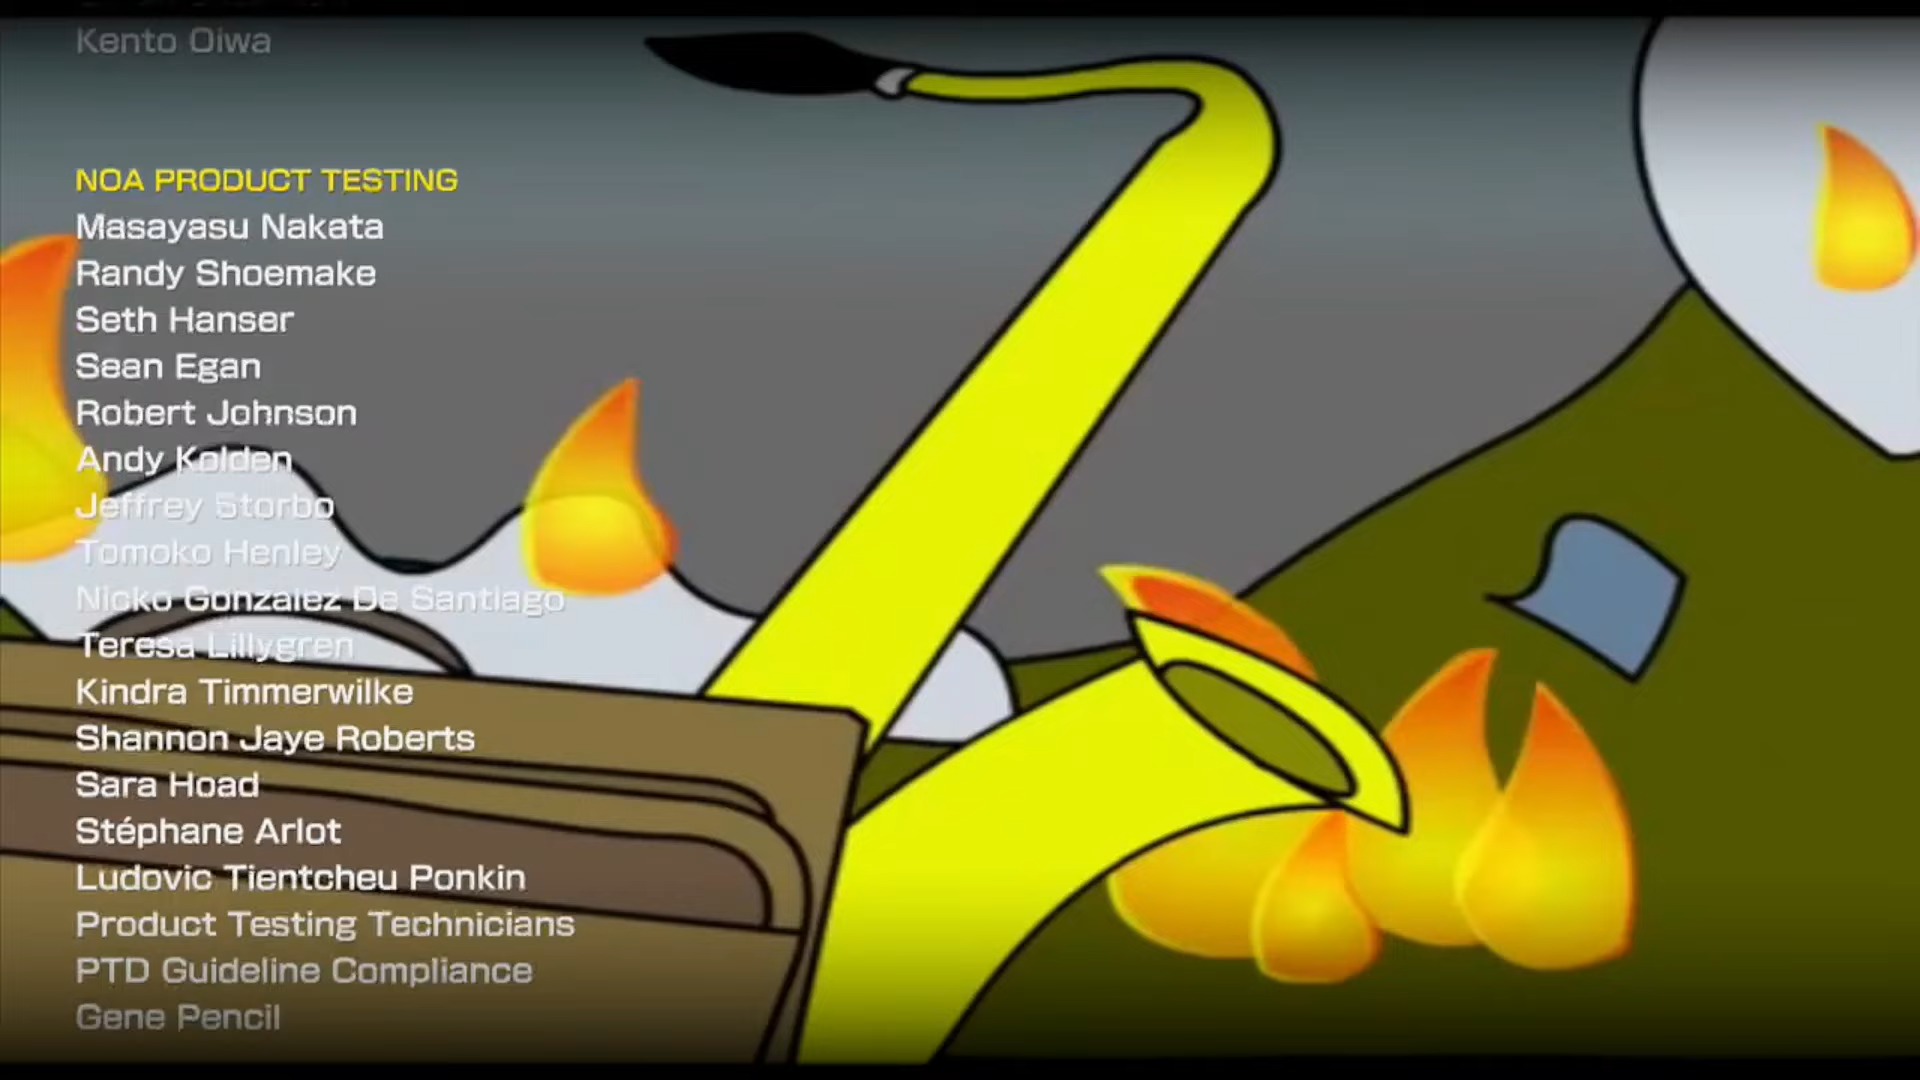 Kento Oiwa
NOA PRODUCT TESTING
Masayasu Nakata
Randy Shoemake
Seth Hanser
Sean Egan
Robert Johnson
Andy Kolden
Jeffrey Storbo
Tomoko Henley
Nicko Gonzalez De Santiago
Teresa Lillygren
Kindra Timmerwilke
Shannon Jaye Roberts
Sara Hoad
Stéphane Arlot
Ludovic Tientcheu Ponkin
Product Testing Technicians
PTD Guideline Compliance
Gene Pencil